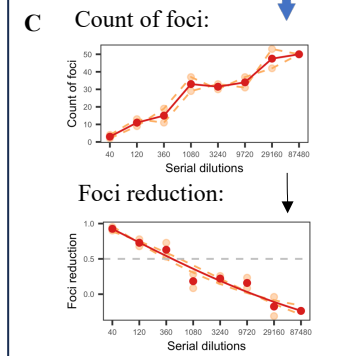 C Count of foci:
Count of foci
50
40
30
20
10
0
40 120 360 1080 3240 9720 29160 87480
Serial dilutions
Foci reduction:
Foci reduction
1.0
0.5
0.0
40 120 360 1080 3240 9720 29160 87480
Serial dilutions